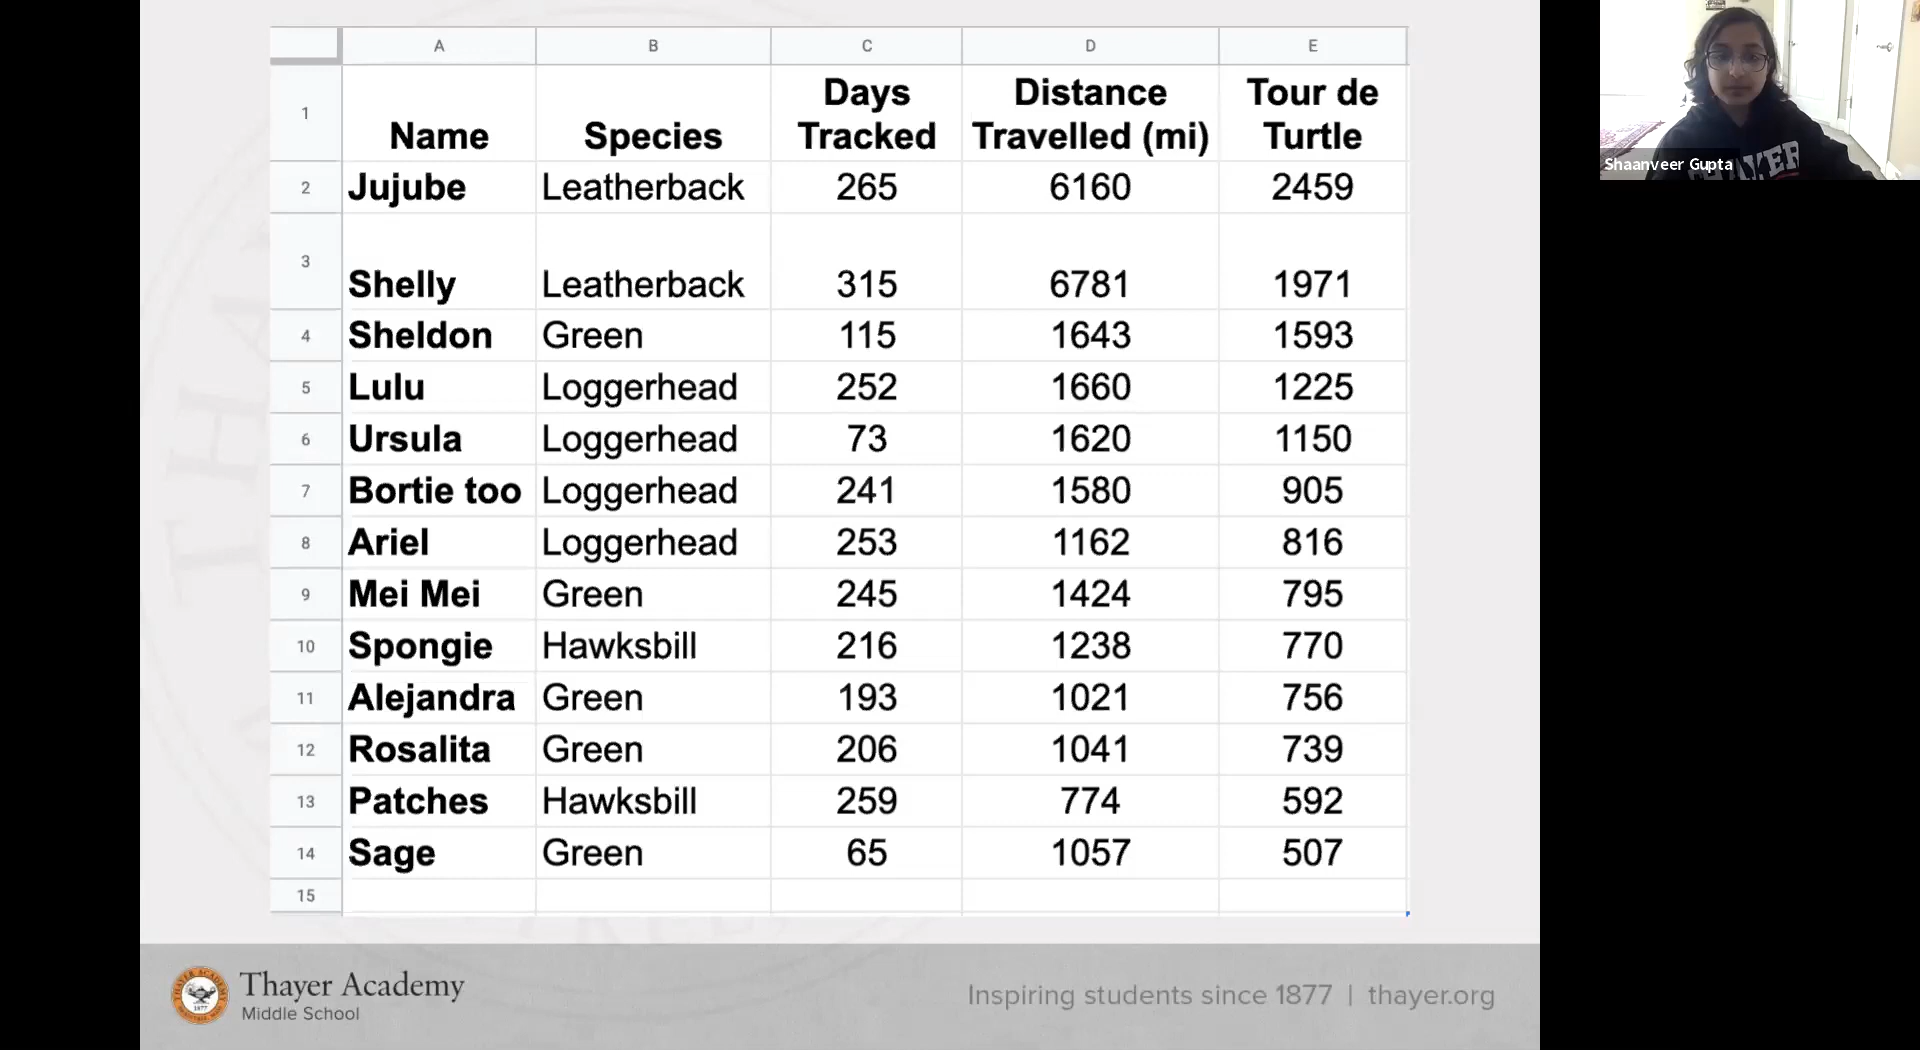 A B C D E
1 Name Species Days Tracked Distance Travelled (mi) Tour de Turtle
2 Jujube Leatherback 265 6160 2459
3 Shelly Leatherback 315 6781 1971
4 Sheldon Green 115 1643 1593
5 Lulu Loggerhead 252 1660 1225
6 Ursula Loggerhead 73 1620 1150
7 Bortie too Loggerhead 241 1580 905
8 Ariel Loggerhead 253 1162 816
9 Mei Mei Green 245 1424 795
10 Spongie Hawksbill 216 1238 770
11 Alejandra Green 193 1021 756
12 Rosalita Green 206 1041 739
13 Patches Hawksbill 259 774 592
14 Sage Green 65 1057 507
15
Thayer Academy
Middle School
Inspiring students since 1877 | thayer.org
Shaanveer Gupta